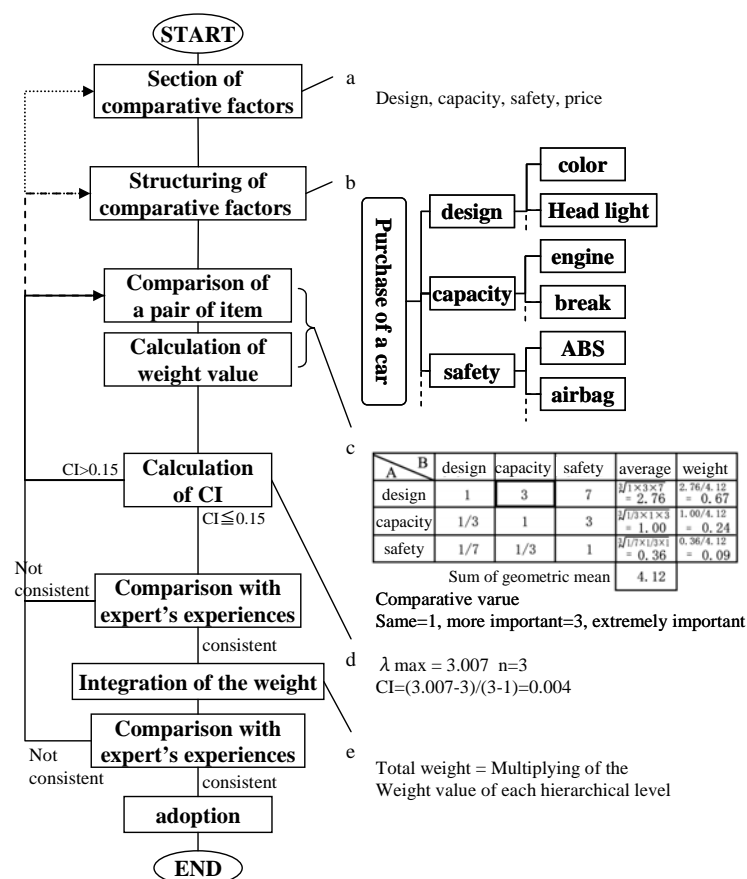 START
Section of
comparative factors
a
Design, capacity, safety, price
Structuring of
comparative factors
b
Purchase of a car
design
color
Head light
capacity
engine
break
safety
ABS
airbag
Comparison of
a pair of item
Calculation of
weight value
c
A B design capacity safety average weight
design 1 3 7 ∛1×3×7 = 2.76 2.76/4.12 = 0.67
capacity 1/3 1 3 ∛1/3×1×3 = 1.00 1.00/4.12 = 0.24
safety 1/7 1/3 1 ∛1/7×1/3×1 = 0.36 0.36/4.12 = 0.09
Sum of geometric mean 4.12
Comparative varue
Same=1, more important=3, extremely important
CI>0.15
Calculation
of CI
CI≦0.15
d
λ max = 3.007 n=3
CI=(3.007-3)/(3-1)=0.004
Not
consistent
Comparison with
expert's experiences
consistent
Integration of the weight
e
Total weight = Multiplying of the
Weight value of each hierarchical level
Not
consistent
Comparison with
expert's experiences
consistent
adoption
END